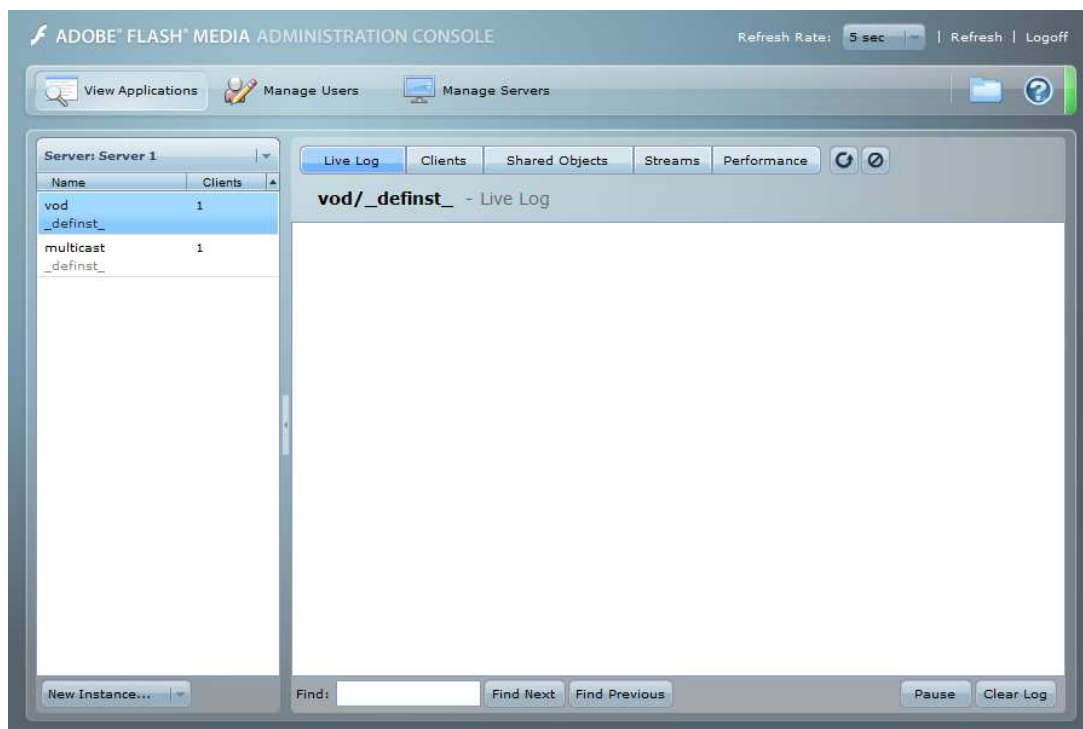 ADOBE® FLASH® MEDIA ADMINISTRATION CONSOLE
Refresh Rate: 5 sec | Refresh | Logoff
View Applications Manage Users Manage Servers
Server: Server 1
Name Clients
vod 1
_definst_
multicast 1
_definst_
Live Log Clients Shared Objects Streams Performance
vod/_definst_ - Live Log
New Instance...
Find: Find Next Find Previous Pause Clear Log